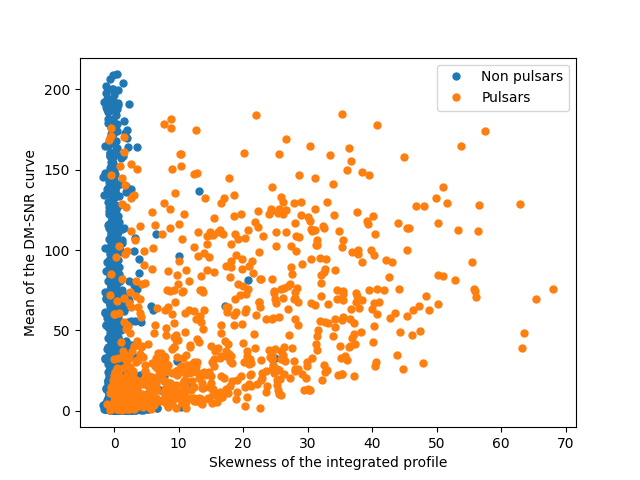 Non pulsars
Pulsars
200
150
100
50
0
Mean of the DM-SNR curve
0 10 20 30 40 50 60 70
Skewness of the integrated profile